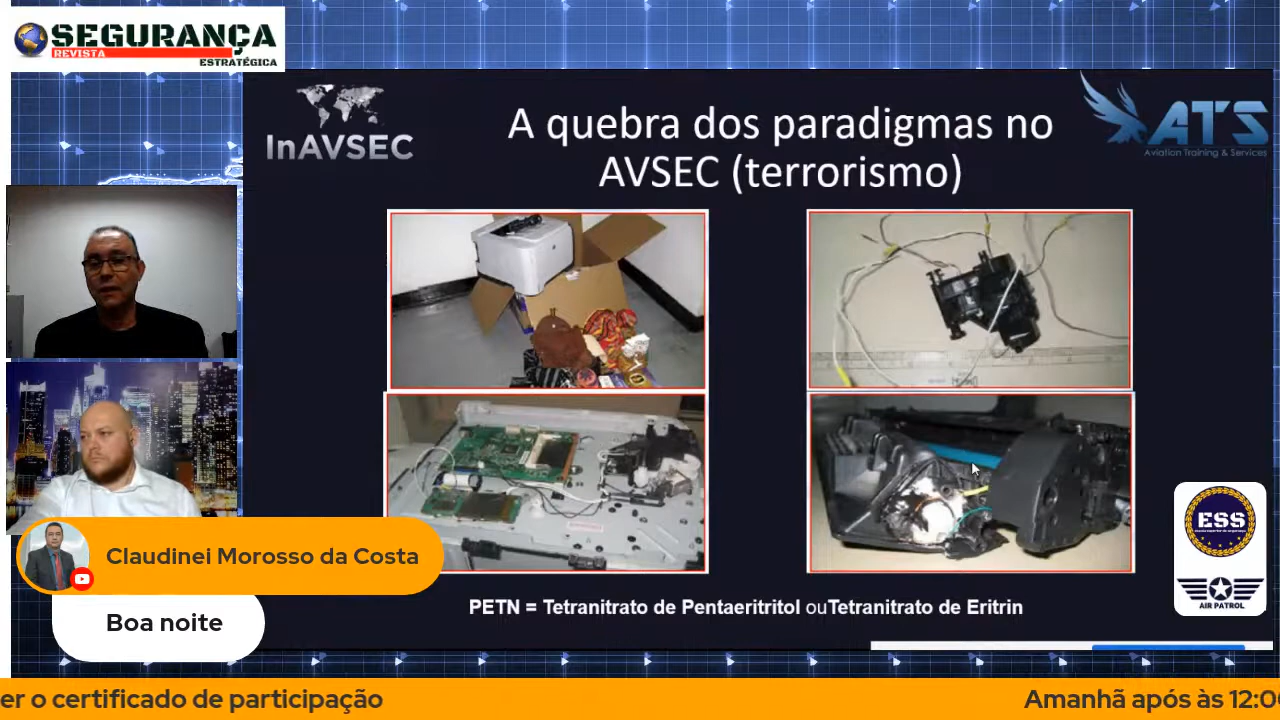 SEGURANÇA
REVISTA
ESTRATÉGICA
InAVSEC
A quebra dos paradigmas no
AVSEC (terrorismo)
ATS
Aviation Training & Services
Claudinei Morosso da Costa
Boa noite
PETN = Tetranitrato de Pentaeritritol ouTetranitrato de Eritrin
ESS
AIR PATROL
er o certificado de participação
Amanhã após às 12:0